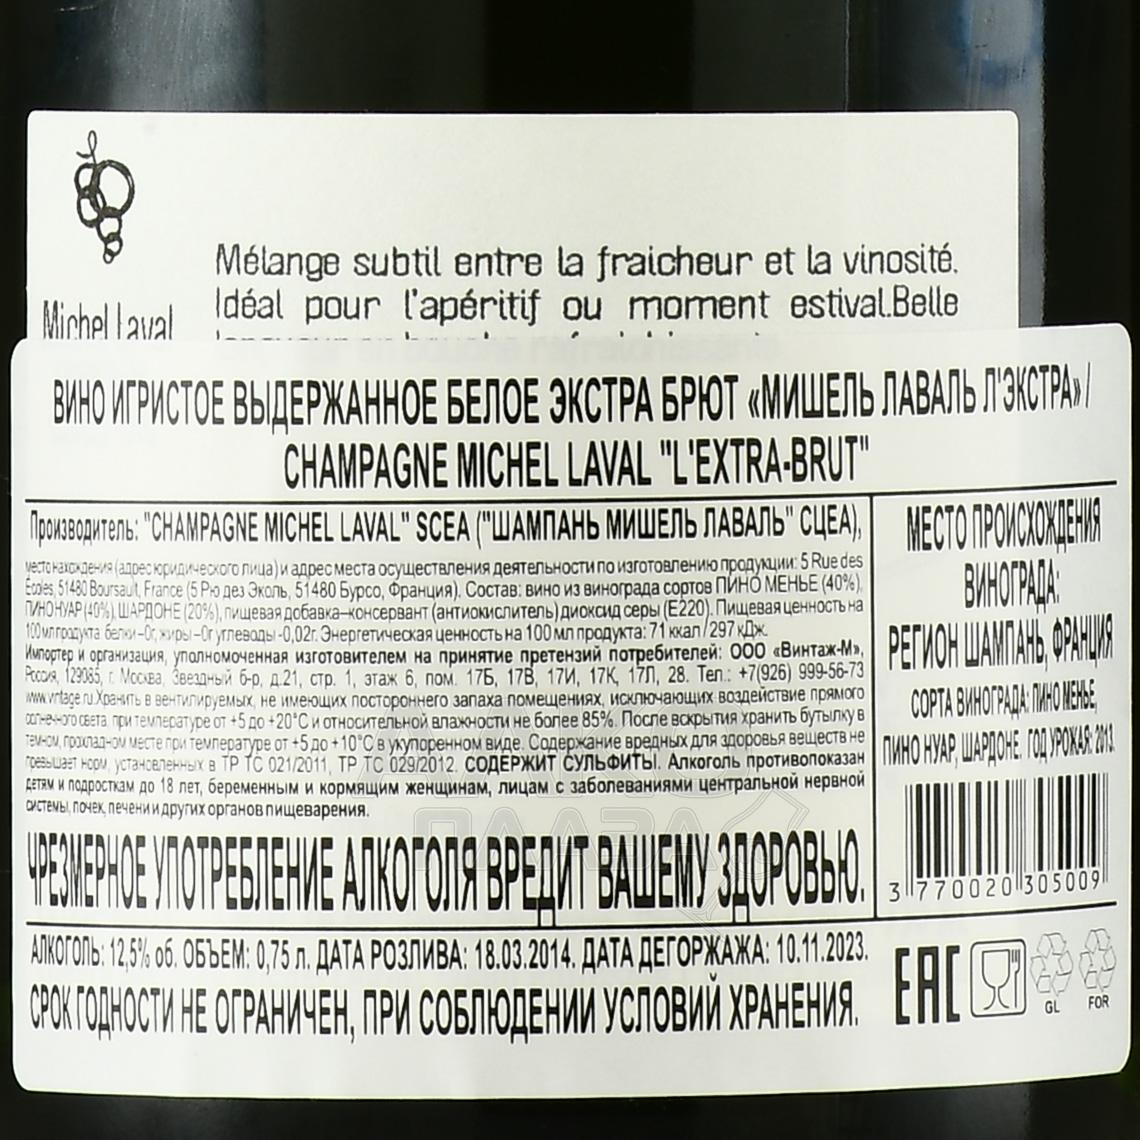 Michel Laval
Mélange subtil entre la fraicheur et la vinosité.
Idéal pour l'apéritif ou moment estival.Belle
longueur en bouche rafraichissante
ВИНО ИГРИСТОЕ ВЫДЕРЖАННОЕ БЕЛОЕ ЭКСТРА БРЮТ «МИШЕЛЬ ЛАВАЛЬ Л'ЭКСТРА» /
CHAMPAGNE MICHEL LAVAL "L'EXTRA-BRUT"
Производитель: "CHAMPAGNE MICHEL LAVAL" SCEA ("ШАМПАНЬ МИШЕЛЬ ЛАВАЛЬ" СЦЕА),
место нахождения (адрес юридического лица) и адрес места осуществления деятельности по изготовлению продукции: 5 Rue des
Écoles, 51480 Boursault, France (5 Рю дез Эколь, 51480 Бурсо, Франция). Состав: вино из винограда сортов ПИНО МЕНЬЕ (40%),
ПИНО НУАР (40%), ШАРДОНЕ (20%), пищевая добавка–консервант (антиокислитель) диоксид серы (Е220). Пищевая ценность на
100 мл продукта: белки –0г, жиры –0г углеводы -0,02г. Энергетическая ценность на 100 мл продукта: 71 ккал / 297 кДж.
Импортер и организация, уполномоченная изготовителем на принятие претензий потребителей: ООО «Винтаж-М»,
Россия, 129085, г. Москва, Звездный б-р, д.21, стр. 1, этаж 6, пом. 17Б, 17В, 17И, 17К, 17Л, 28. Тел.: +7(926) 999-56-73
www.vintage.ru.Хранить в вентилируемых, не имеющих постороннего запаха помещениях, исключающих воздействие прямого
солнечного света, при температуре от +5 до +20°С и относительной влажности не более 85%. После вскрытия хранить бутылку в
темном, прохладном месте при температуре от +5 до +10°С в укупоренном виде. Содержание вредных для здоровья веществ не
превышает норм, установленных в ТР ТС 021/2011, ТР ТС 029/2012. СОДЕРЖИТ СУЛЬФИТЫ. Алкоголь противопоказан
детям и подросткам до 18 лет, беременным и кормящим женщинам, лицам с заболеваниями центральной нервной
системы, почек, печени и других органов пищеварения.
ЧРЕЗМЕРНОЕ УПОТРЕБЛЕНИЕ АЛКОГОЛЯ ВРЕДИТ ВАШЕМУ ЗДОРОВЬЮ.
МЕСТО ПРОИСХОЖДЕНИЯ
ВИНОГРАДА:
РЕГИОН ШАМПАНЬ, ФРАНЦИЯ
СОРТА ВИНОГРАДА: ПИНО МЕНЬЕ,
ПИНО НУАР, ШАРДОНЕ. ГОД УРОЖАЯ: 2013.
3 770020 305009
АЛКОГОЛЬ: 12,5% об. ОБЪЕМ: 0,75 л. ДАТА РОЗЛИВА: 18.03.2014. ДАТА ДЕГОРЖАЖА: 10.11.2023.
СРОК ГОДНОСТИ НЕ ОГРАНИЧЕН, ПРИ СОБЛЮДЕНИИ УСЛОВИЙ ХРАНЕНИЯ.
EAC
GL
FOR
АЛКО
ПЛАЗА